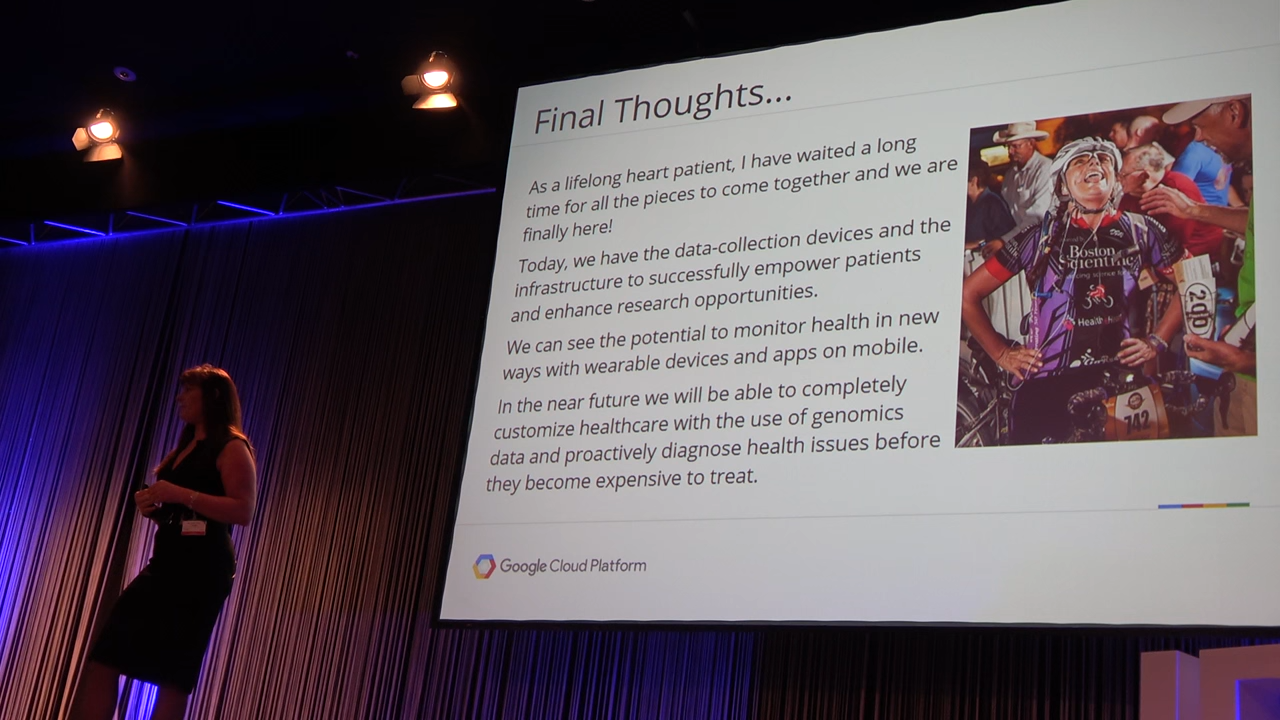 Final Thoughts...
As a lifelong heart patient, I have waited a long
time for all the pieces to come together and we are
finally here!
Today, we have the data-collection devices and the
infrastructure to successfully empower patients
and enhance research opportunities.
We can see the potential to monitor health in new
ways with wearable devices and apps on mobile.
In the near future we will be able to completely
customize healthcare with the use of genomics
data and proactively diagnose health issues before
they become expensive to treat.
Boston
Scientific
200
742
Google Cloud Platform